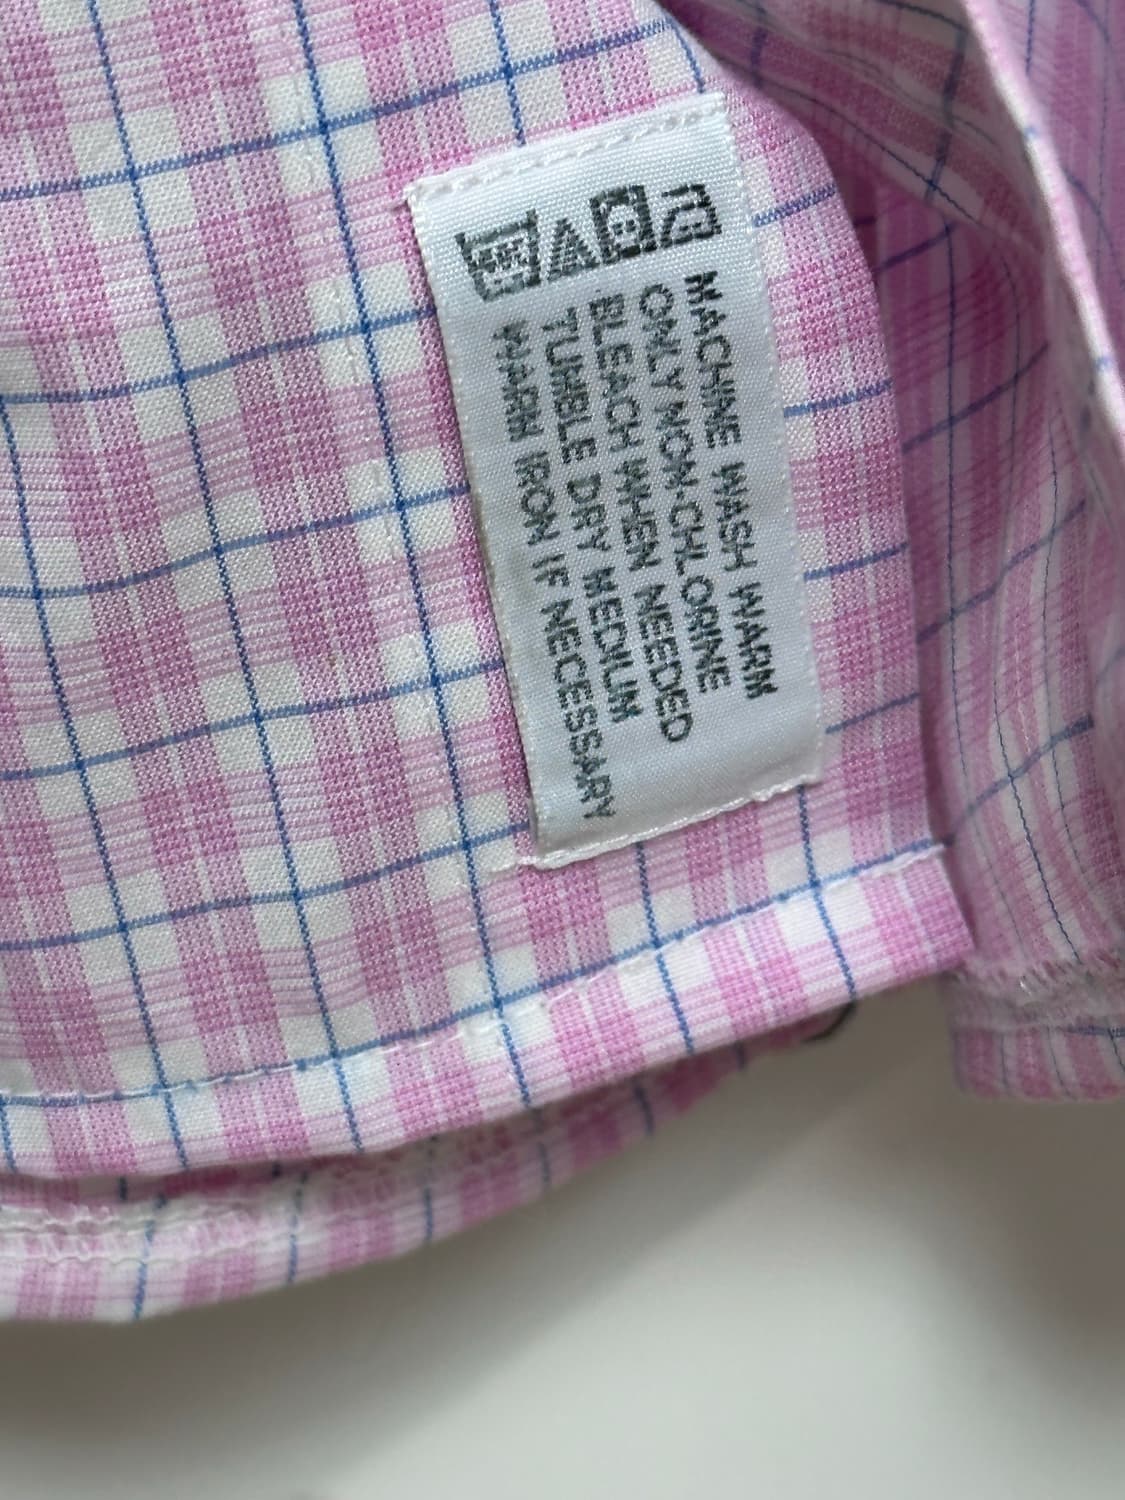 MACHINE WASH WARM
ONLY NON-CHLORINE
BLEACH WHEN NEEDED
TUMBLE DRY MEDIUM
WARM IRON IF NECESSARY